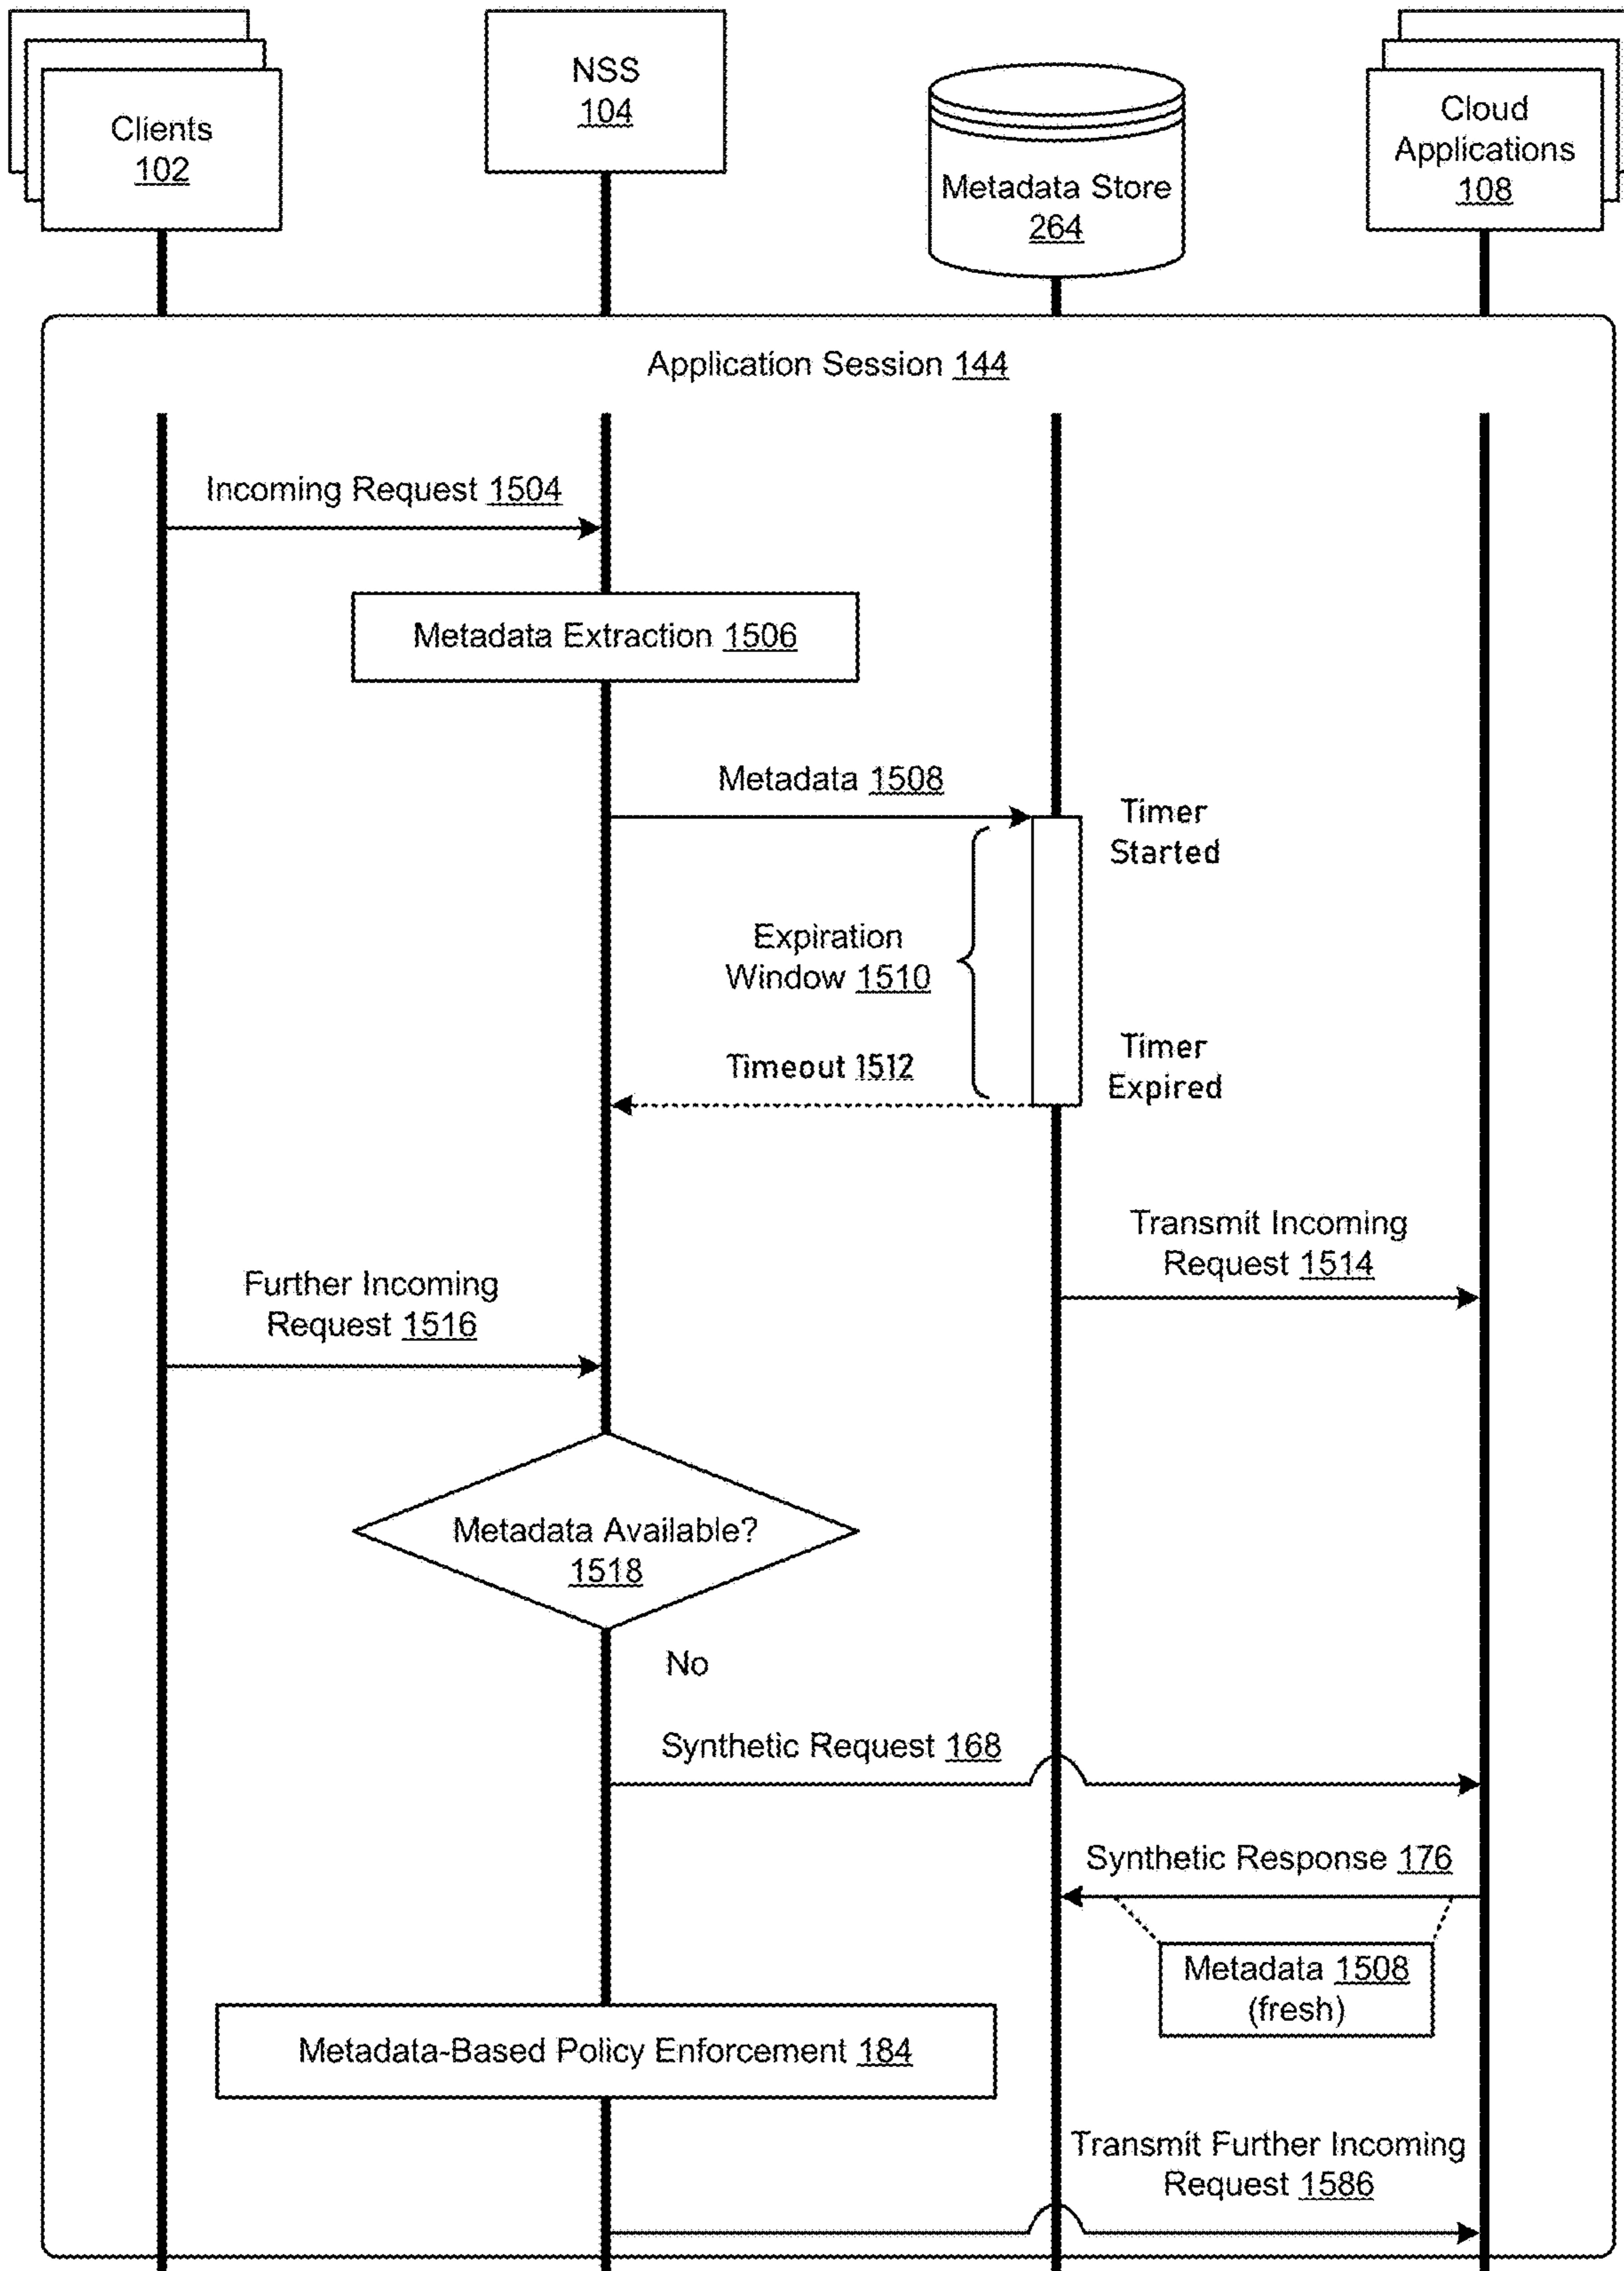 Clients
102
NSS
104
Metadata Store
264
Cloud
Applications
108
Application Session 144
Incoming Request 1504
Metadata Extraction 1506
Metadata 1508
Timer
Started
Expiration
Window 1510
Timeout 1512
Timer
Expired
Transmit Incoming
Request 1514
Further Incoming
Request 1516
Metadata Available?
1518
No
Synthetic Request 168
Synthetic Response 176
Metadata 1508
(fresh)
Metadata-Based Policy Enforcement 184
Transmit Further Incoming
Request 1586